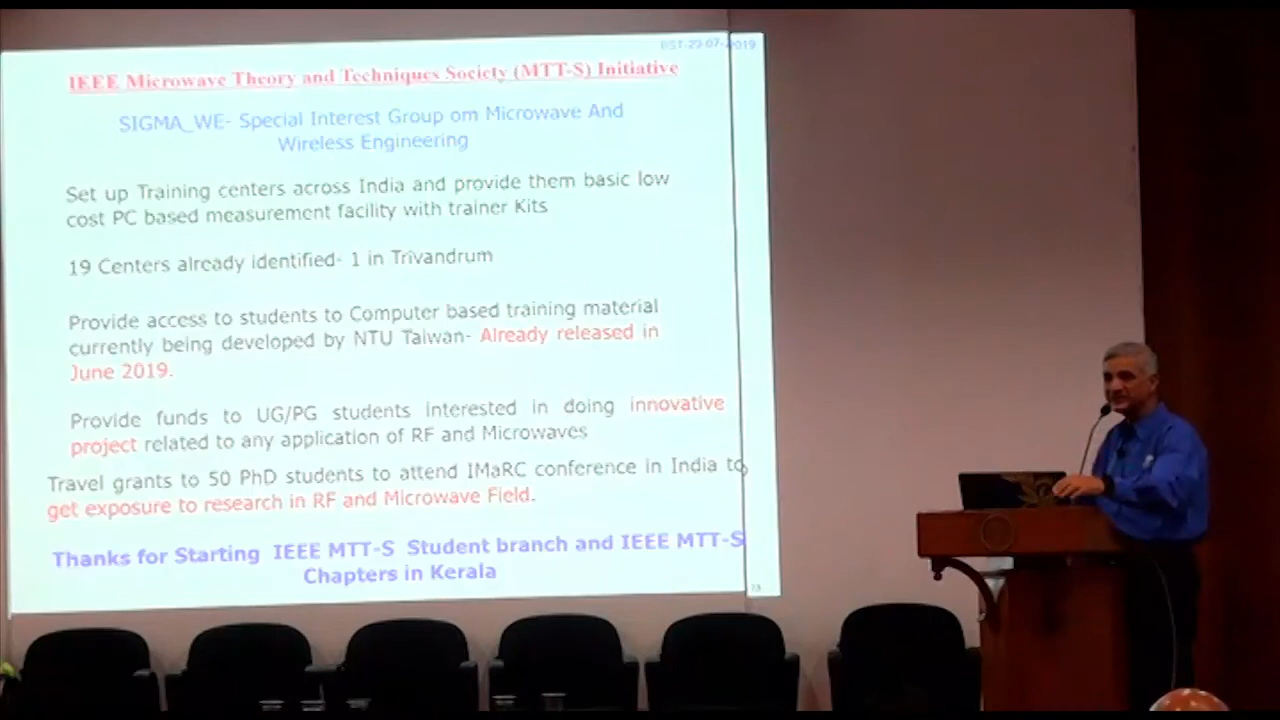 29-07-2019
IEEE Microwave Theory and Techniques Society (MTT-S) Initiative
SIGMA_WE- Special Interest Group om Microwave And
Wireless Engineering
Set up Training centers across India and provide them basic low
cost PC based measurement facility with trainer Kits
19 Centers already identified- 1 in Trivandrum
Provide access to students to Computer based training material
currently being developed by NTU Taiwan- Already released in
June 2019.
Provide funds to UG/PG students interested in doing innovative
project related to any application of RF and Microwaves
Travel grants to 50 PhD students to attend IMaRC conference in India to
get exposure to research in RF and Microwave Field.
Thanks for Starting IEEE MTT-S Student branch and IEEE MTT-S
Chapters in Kerala